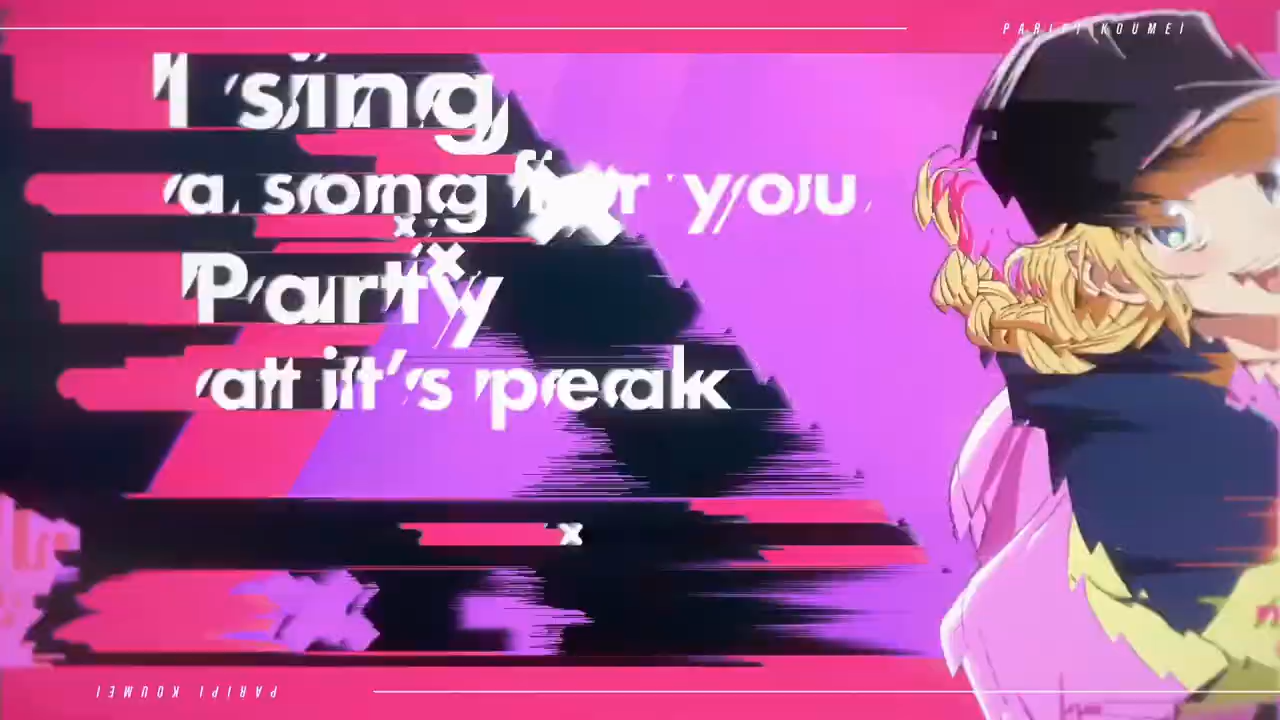 PARIPI KOUMEI
I sing
a song for you
Party
at it's peak
PARIPI KOUMEI